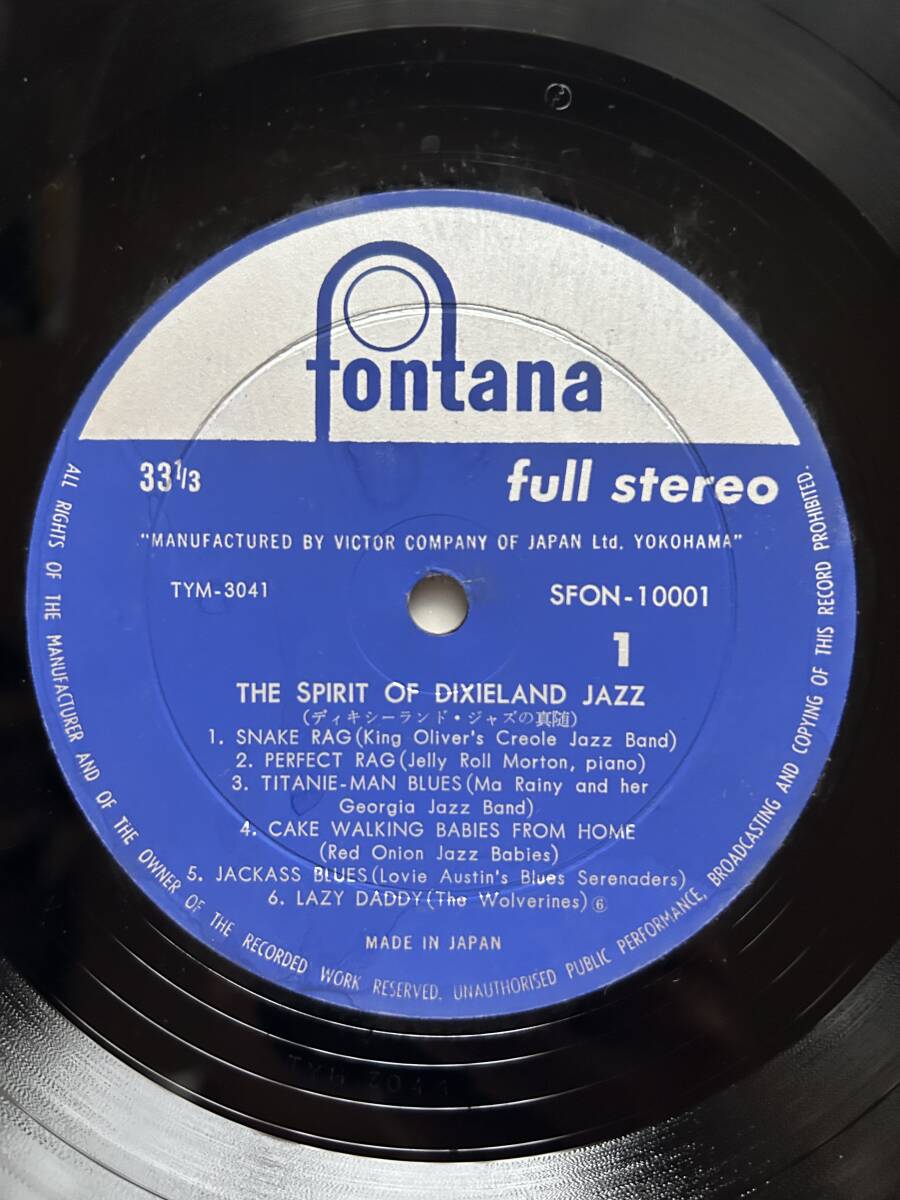 fontana
33 1/3
full stereo
"MANUFACTURED BY VICTOR COMPANY OF JAPAN Ltd. YOKOHAMA"
TYM-3041
SFON-10001
1
THE SPIRIT OF DIXIELAND JAZZ
(ディキシーランド・ジャズの真随)
1. SNAKE RAG (King Oliver's Creole Jazz Band)
2. PERFECT RAG (Jelly Roll Morton, piano)
3. TITANIE-MAN BLUES (Ma Rainy and her
Georgia Jazz Band)
4. CAKE WALKING BABIES FROM HOME
(Red Onion Jazz Babies)
5. JACKASS BLUES (Lovie Austin's Blues Serenaders)
6. LAZY DADDY (The Wolverines) ⑥
MADE IN JAPAN
ALL RIGHTS OF THE MANUFACTURER AND OF THE OWNER OF THE RECORDED WORK RESERVED. UNAUTHORISED PUBLIC PERFORMANCE, BROADCASTING AND COPYING OF THIS RECORD PROHIBITED.